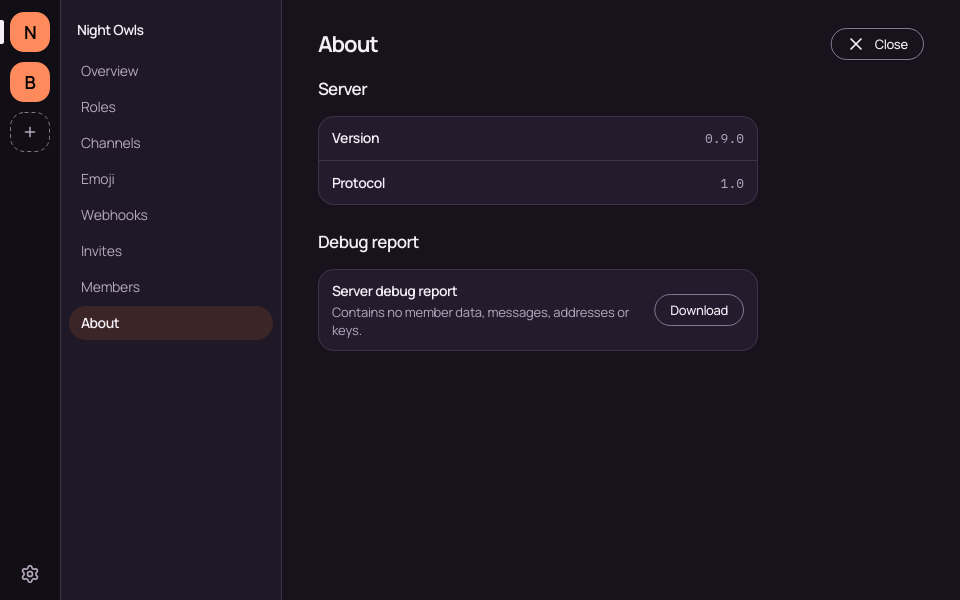 N
B
Night Owls
Overview
Roles
Channels
Emoji
Webhooks
Invites
Members
About
About
Close
Server
Version 0.9.0
Protocol 1.0
Debug report
Server debug report
Contains no member data, messages, addresses or
keys.
Download